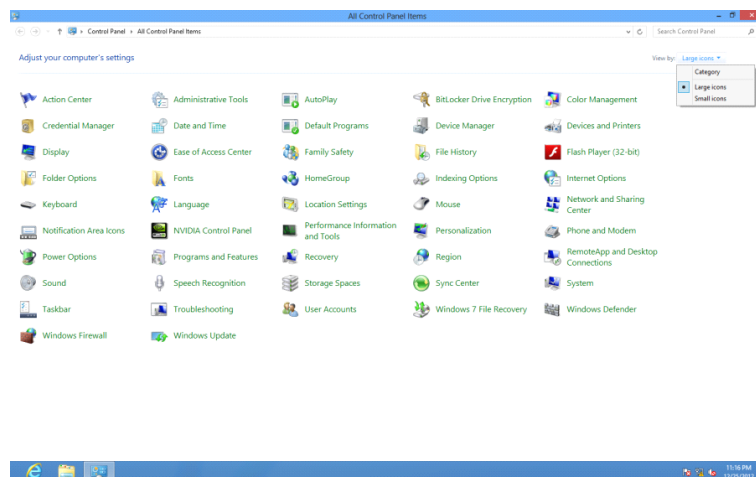 All Control Panel Items
Control Panel All Control Panel Items
Search Control Panel
Adjust your computer's settings
View by: Large icons
Category
Large icons
Small icons
Action Center Administrative Tools AutoPlay BitLocker Drive Encryption Color Management
Credential Manager Date and Time Default Programs Device Manager Devices and Printers
Display Ease of Access Center Family Safety File History Flash Player (32-bit)
Folder Options Fonts HomeGroup Indexing Options Internet Options
Keyboard Language Location Settings Mouse Network and Sharing
Center
Notification Area Icons NVIDIA Control Panel Performance Information
and Tools Personalization Phone and Modem
Power Options Programs and Features Recovery Region RemoteApp and Desktop
Connections
Sound Speech Recognition Storage Spaces Sync Center System
Taskbar Troubleshooting User Accounts Windows 7 File Recovery Windows Defender
Windows Firewall Windows Update
11:16 PM